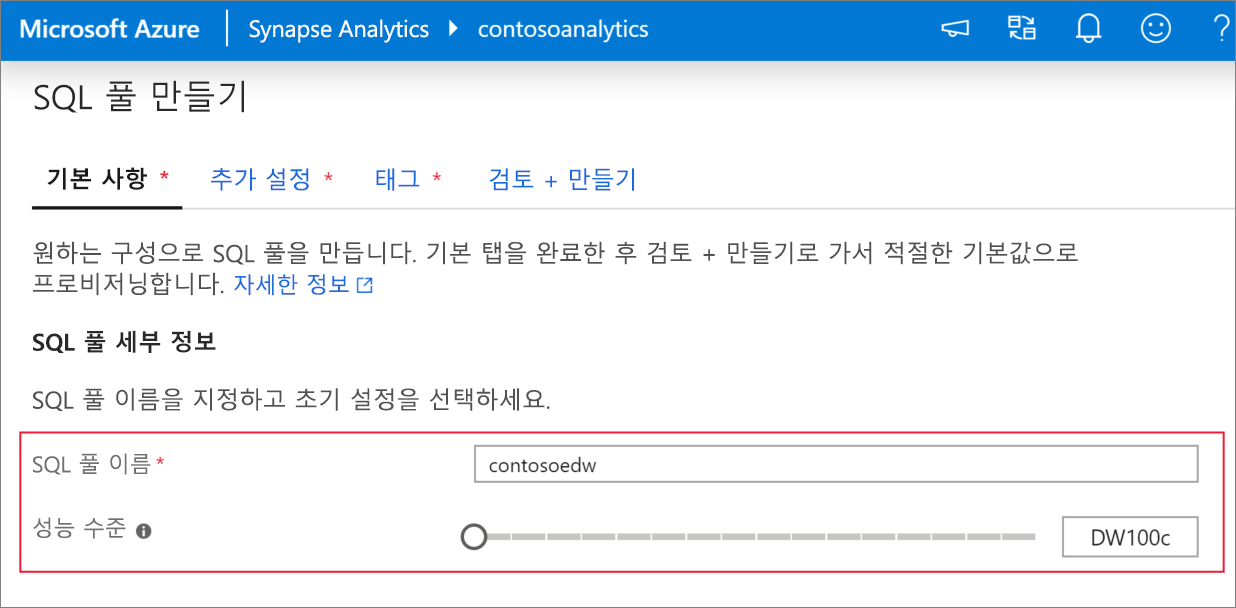 Microsoft Azure Synapse Analytics contosoanalytics ?
SQL 풀 만들기
기본 사항 * 추가 설정 * 태그 * 검토 + 만들기
원하는 구성으로 SQL 풀을 만듭니다. 기본 탭을 완료한 후 검토 + 만들기로 가서 적절한 기본값으로
프로비저닝합니다. 자세한 정보
SQL 풀 세부 정보
SQL 풀 이름을 지정하고 초기 설정을 선택하세요.
SQL 풀 이름* contosoedw
성능 수준 DW100c